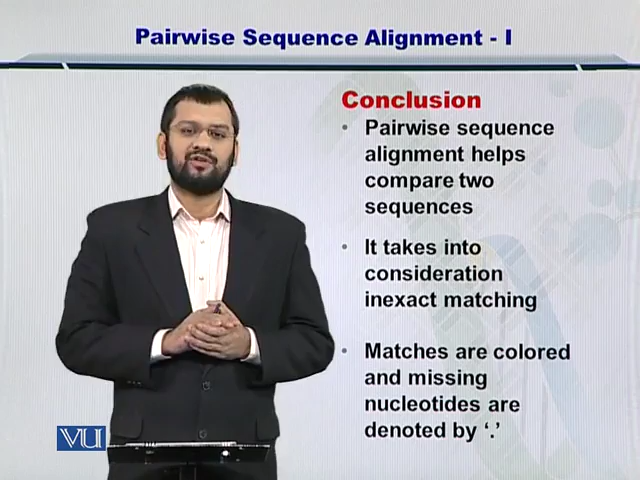 Pairwise Sequence Alignment - I
Conclusion
• Pairwise sequence
alignment helps
compare two
sequences
• It takes into
consideration
inexact matching
• Matches are colored
and missing
nucleotides are
denoted by ‘.’
VU